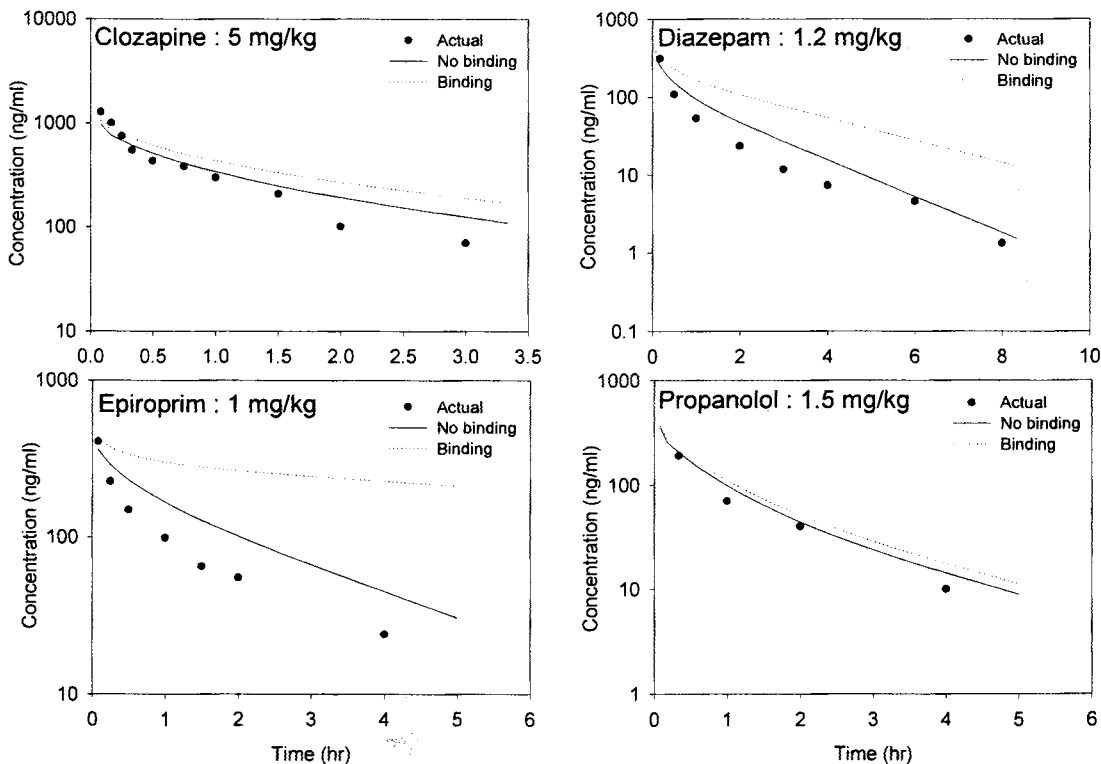 Clozapine : 5 mg/kg
Actual
No binding
Binding
Concentration (ng/ml)
10000
1000
100
10
0.0 0.5 1.0 1.5 2.0 2.5 3.0 3.5
Diazepam : 1.2 mg/kg
Actual
No binding
Binding
Concentration (ng/ml)
1000
100
10
1
0.1
0 2 4 6 8 10
Epiroprim : 1 mg/kg
Actual
No binding
Binding
Concentration (ng/ml)
1000
100
10
0 1 2 3 4 5 6
Time (hr)
Propanolol : 1.5 mg/kg
Actual
No binding
Binding
Concentration (ng/ml)
1000
100
10
1
0 1 2 3 4 5 6
Time (hr)